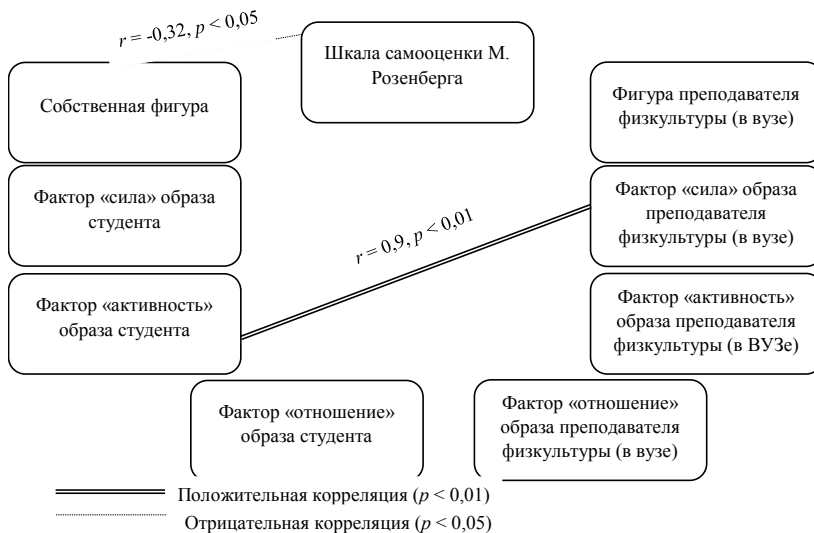 r = -0,32, p < 0,05
Шкала самооценки М.
Розенберга
Собственная фигура
Фигура преподавателя
физкультуры (в вузе)
Фактор «сила» образа
студента
Фактор «сила» образа
преподавателя
физкультуры (в вузе)
r = 0,9, p < 0,01
Фактор «активность»
образа студента
Фактор «активность»
образа преподавателя
физкультуры (в ВУЗе)
Фактор «отношение»
образа студента
Фактор «отношение»
образа преподавателя
физкультуры (в вузе)
Положительная корреляция (p < 0,01)
Отрицательная корреляция (p < 0,05)